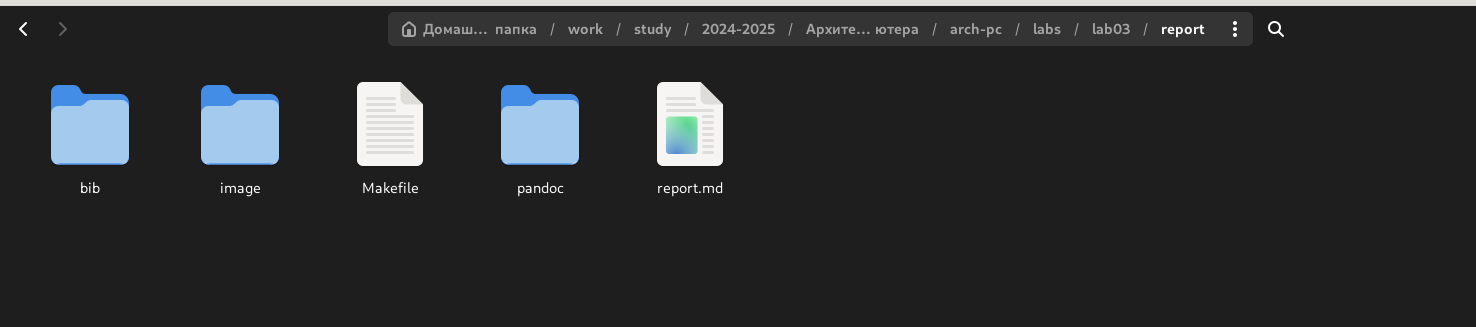 Домаш... папка / work / study / 2024-2025 / Архите... ютера / arch-pc / labs / lab03 / report
bib image Makefile pandoc report.md